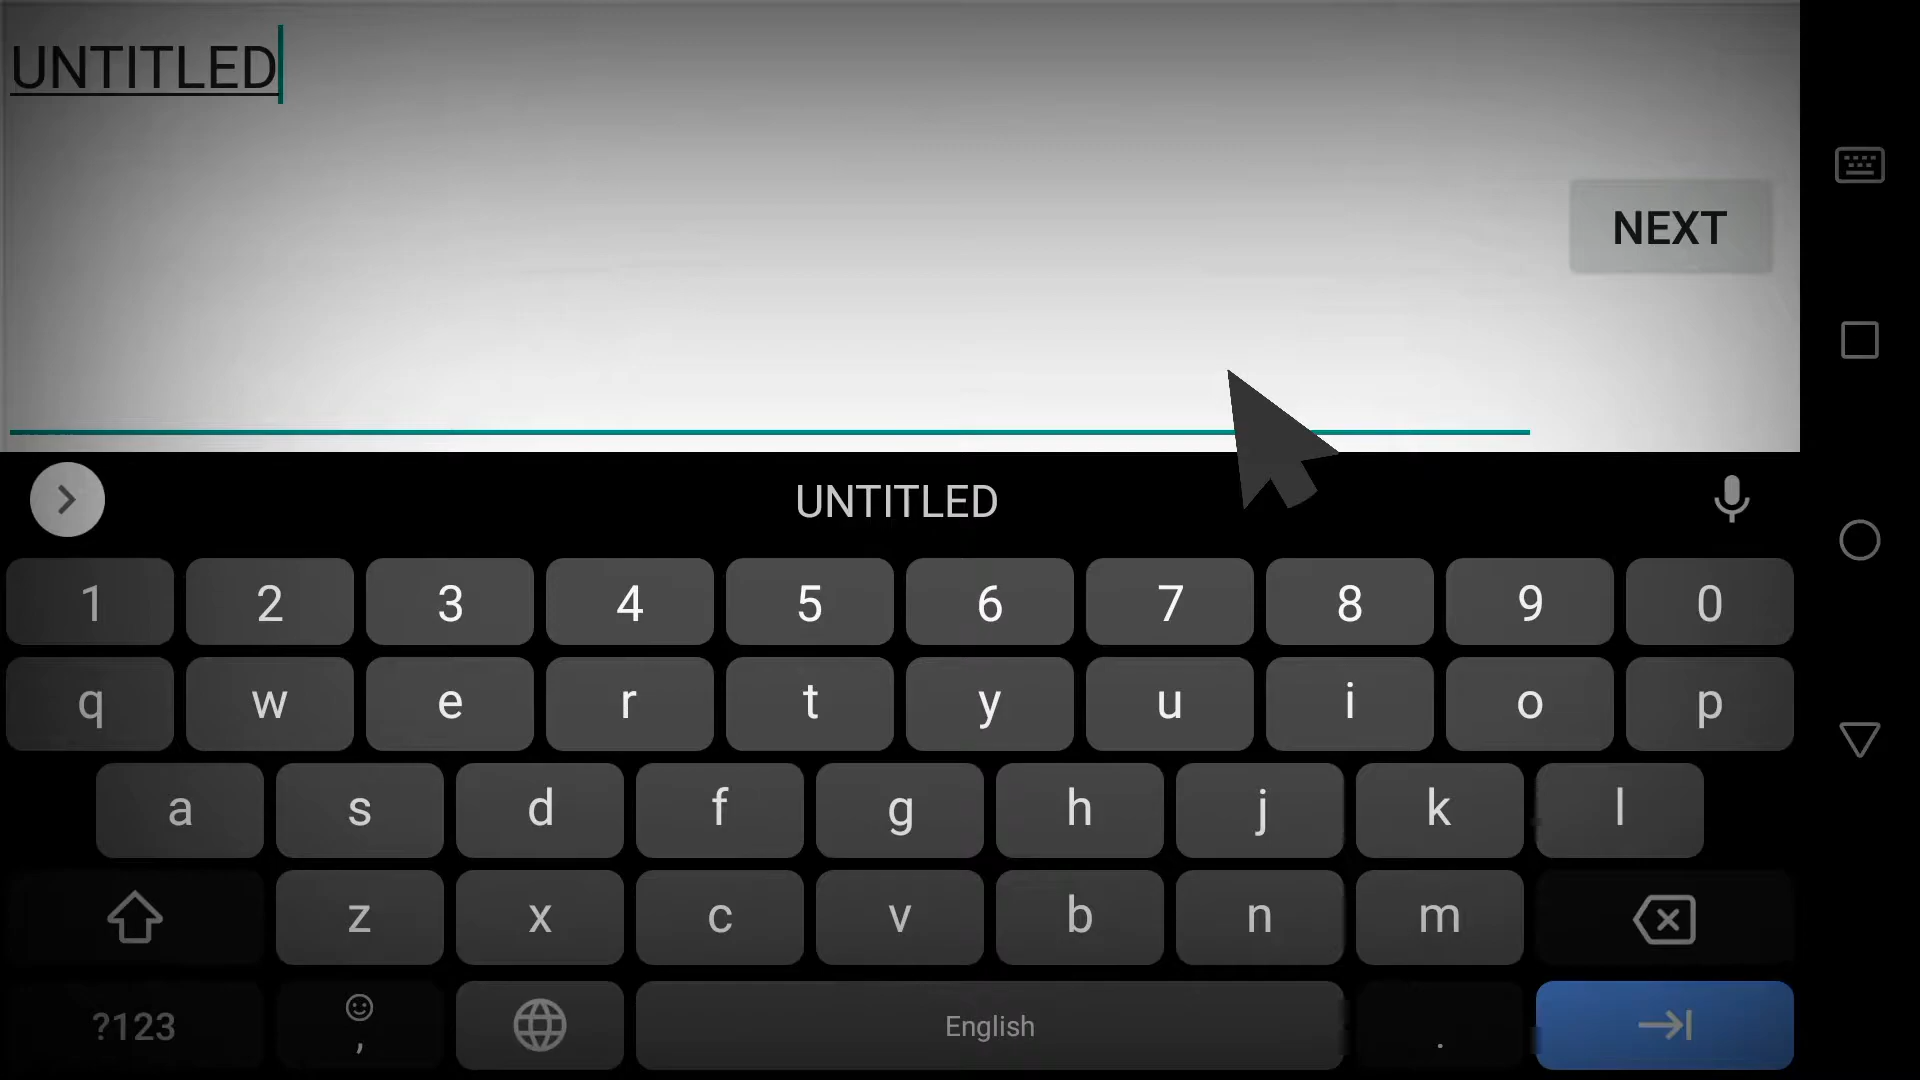 UNTITLED
NEXT
UNTITLED
1 2 3 4 5 6 7 8 9 0
q w e r t y u i o p
a s d f g h j k l
z x c v b n m
?123 , English .